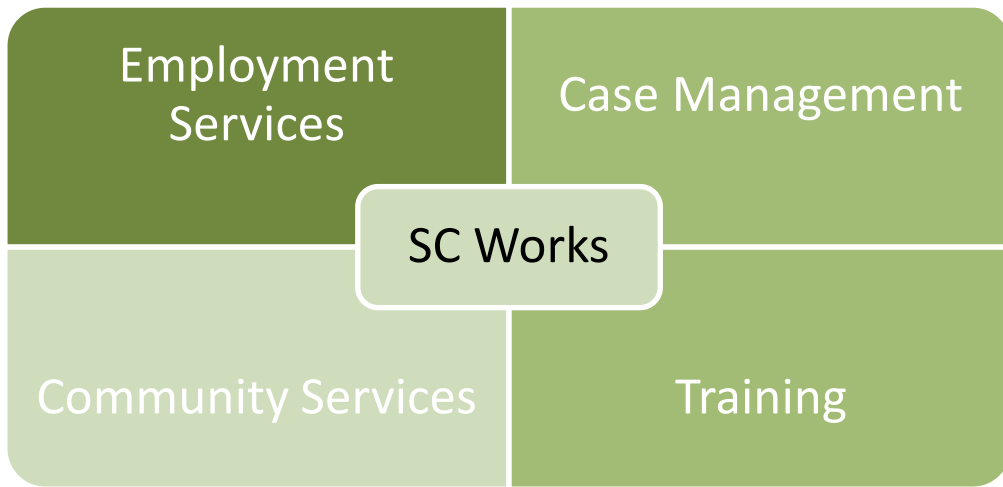 Employment
Services
Case Management
SC Works
Community Services
Training